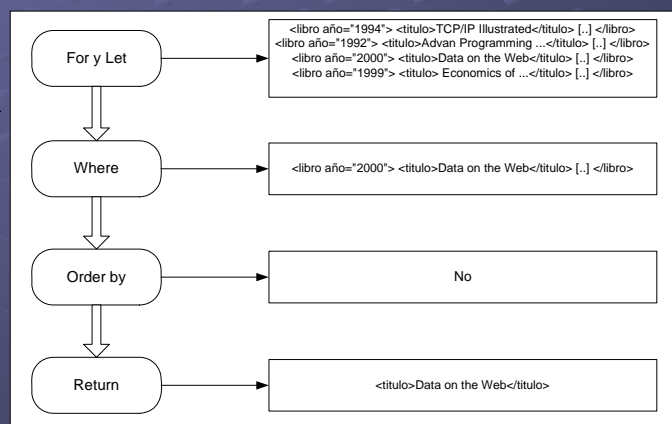 For y Let
<libro año="1994"> <titulo>TCP/IP Illustrated</titulo> [..] </libro>
<libro año="1992"> <titulo>Advan Programming ...</titulo> [..] </libro>
<libro año="2000"> <titulo>Data on the Web</titulo> [..] </libro>
<libro año="1999"> <titulo> Economics of ...</titulo> [..] </libro>
Where
<libro año="2000"> <titulo>Data on the Web</titulo> [..] </libro>
Order by
No
Return
<titulo>Data on the Web</titulo>